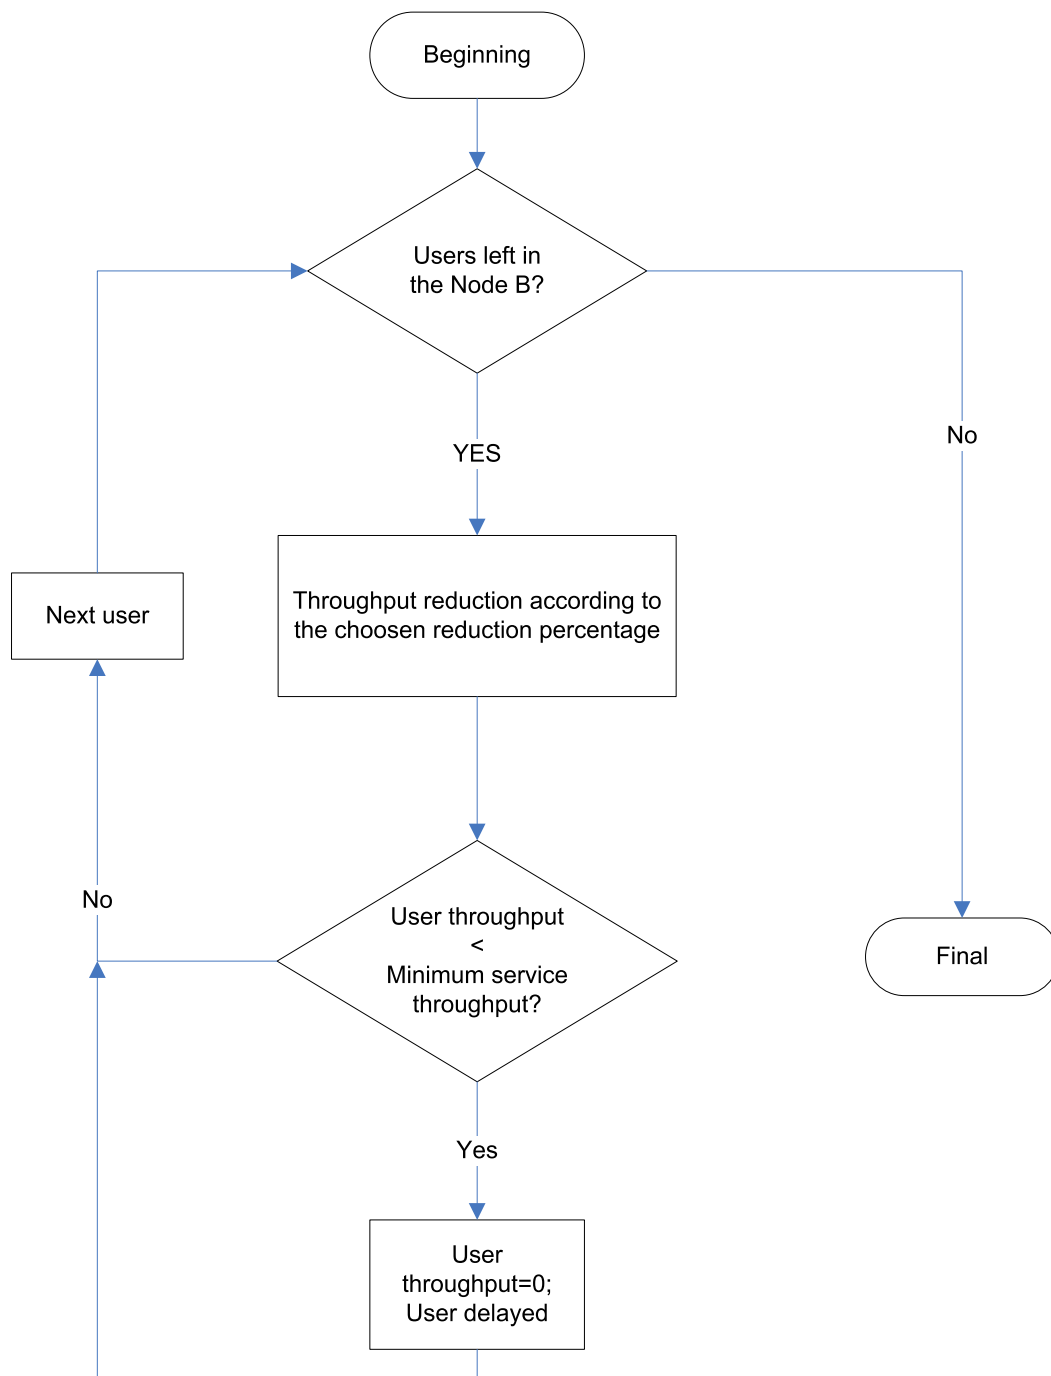 Beginning
Users left in
the Node B?
No
YES
Throughput reduction according to
the choosen reduction percentage
Next user
No
User throughput
<
Minimum service
throughput?
Final
Yes
User
throughput=0;
User delayed